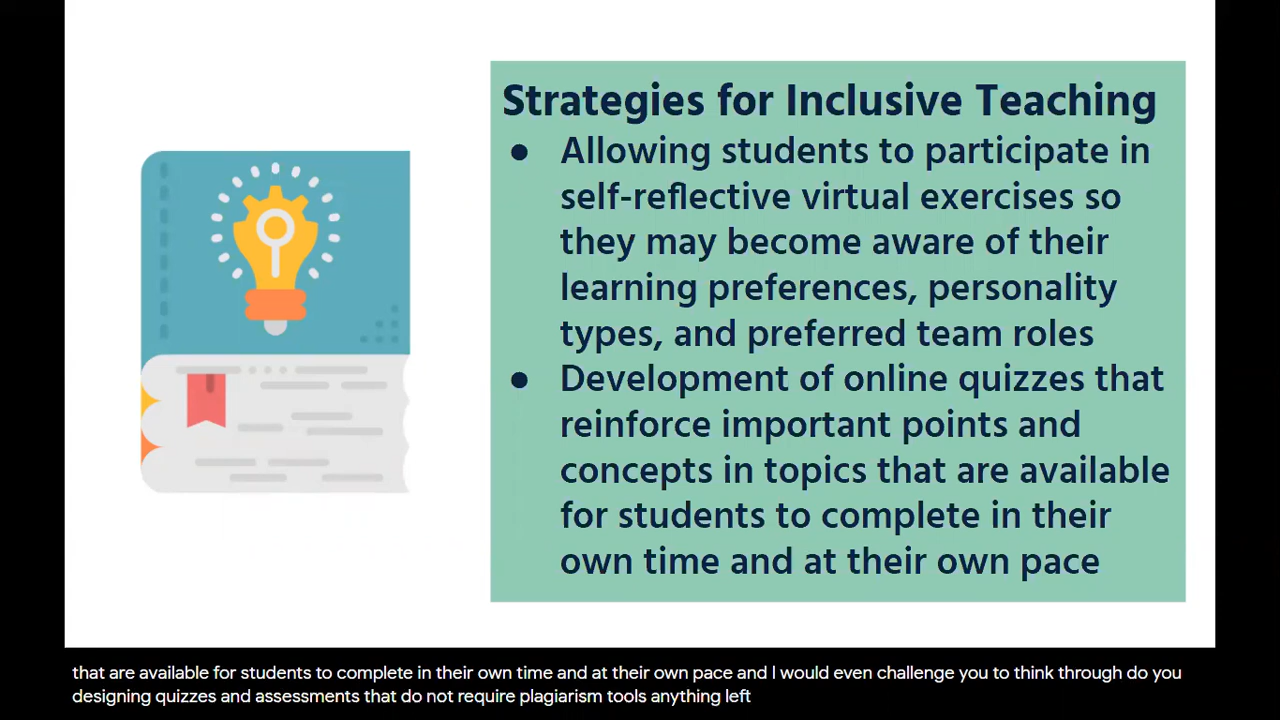 Strategies for Inclusive Teaching
● Allowing students to participate in
self-reflective virtual exercises so
they may become aware of their
learning preferences, personality
types, and preferred team roles
● Development of online quizzes that
reinforce important points and
concepts in topics that are available
for students to complete in their
own time and at their own pace
that are available for students to complete in their own time and at their own pace and I would even challenge you to think through do you
designing quizzes and assessments that do not require plagiarism tools anything left